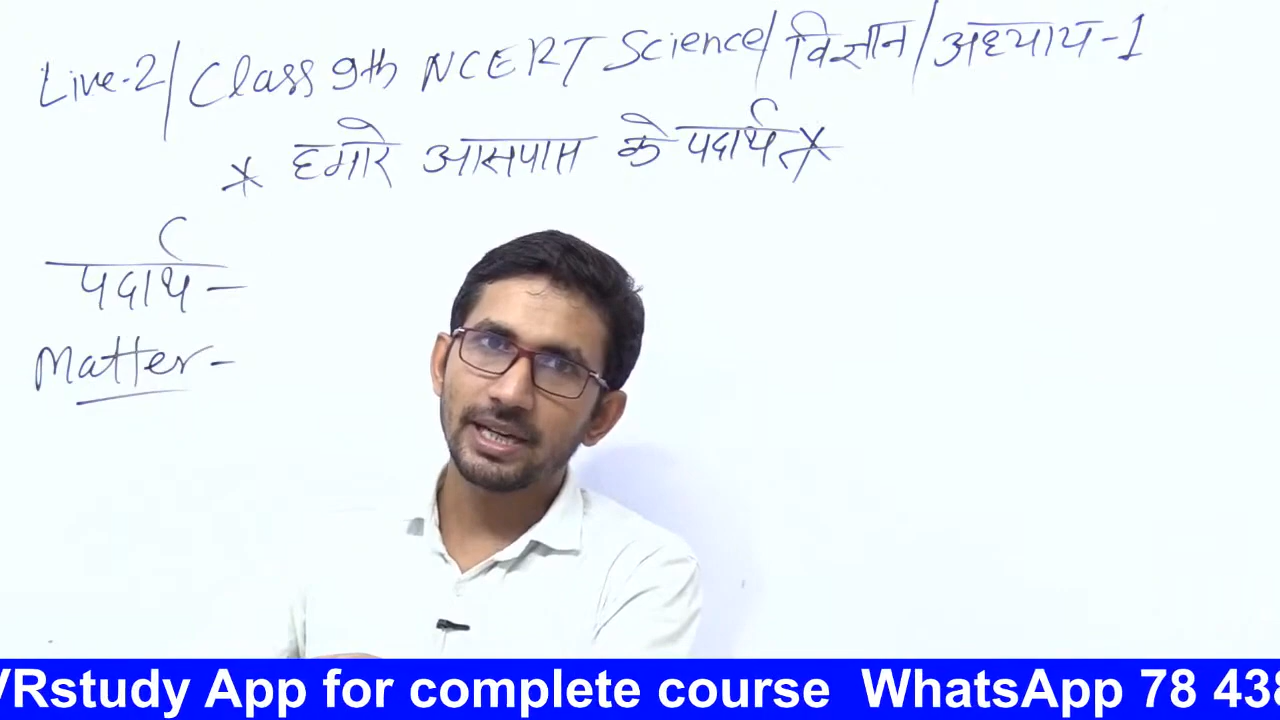 Live-2/Class 9th NCERT Science/विज्ञान/अध्याय-1
* हमारे आसपास के पदार्थ *
पदार्थ -
Matter -
VRstudy App for complete course WhatsApp 78 438